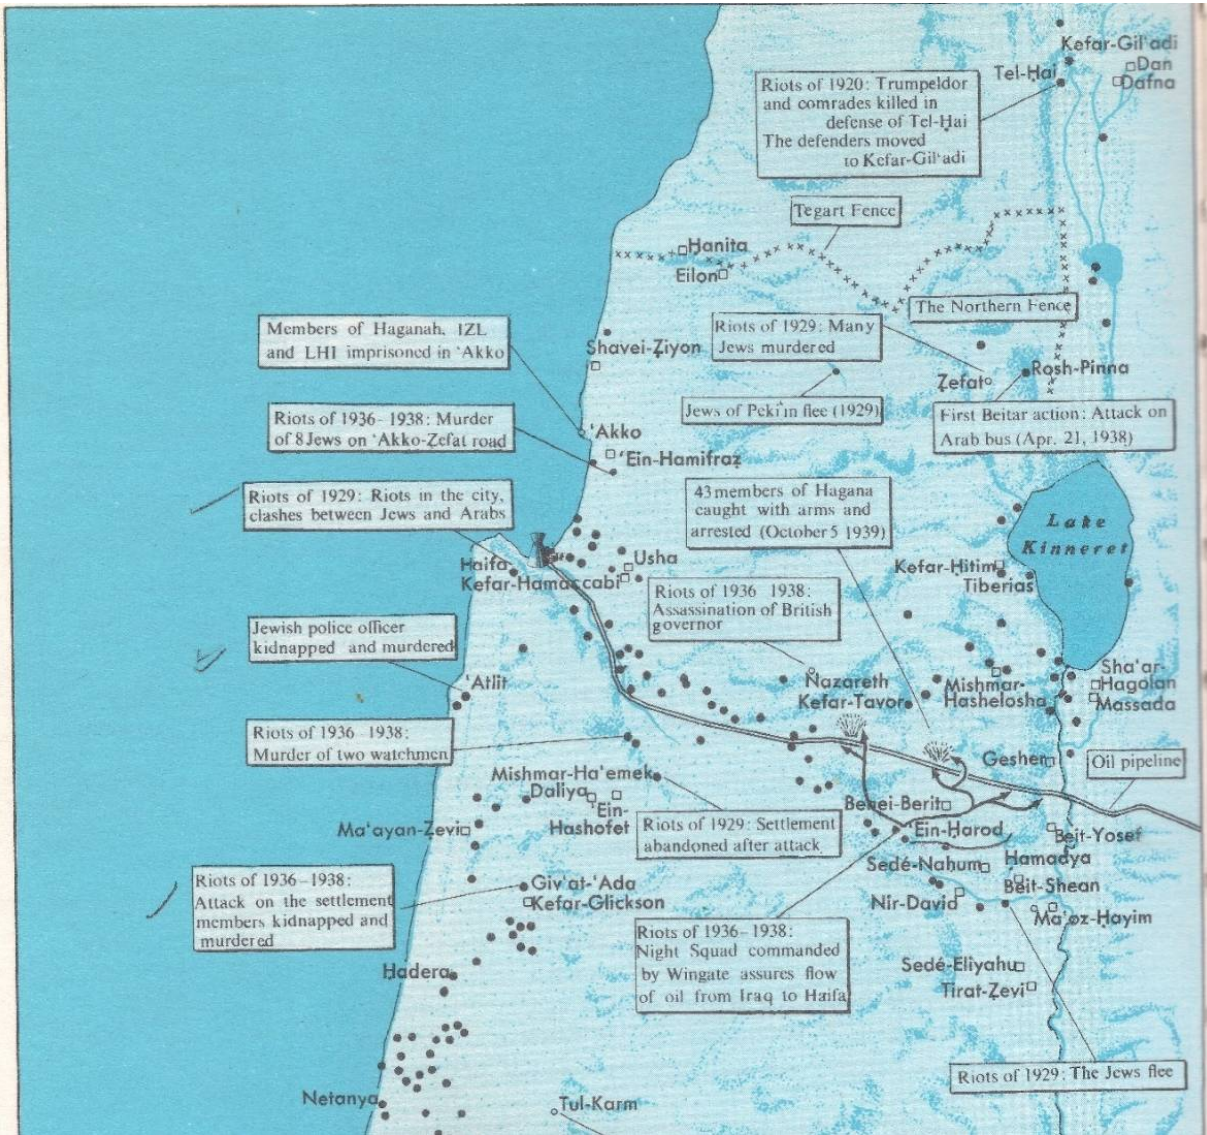 Kefar-Gil'adi
Dan
Tel-Ḥai
Dafna
Riots of 1920: Trumpeldor
and comrades killed in
defense of Tel-Ḥai
The defenders moved
to Kefar-Gil'adi
Tegart Fence
Ḥanita
Eilon
The Northern Fence
Members of Haganah, IZL
and LHI imprisoned in 'Akko
Shavei-Ẓiyon
Riots of 1929: Many
Jews murdered
Ẓefat
Rosh-Pinna
Jews of Peki'in flee (1929)
First Beitar action: Attack on
Arab bus (Apr. 21, 1938)
Riots of 1936-1938: Murder
of 8 Jews on 'Akko-Ẓefat road
'Akko
'Ein-Hamifraẓ
Riots of 1929: Riots in the city,
clashes between Jews and Arabs
43 members of Hagana
caught with arms and
arrested (October 5 1939)
Lake
Kinneret
Haifa
Usha
Kefar-Hamaccabi
Kefar-Ḥitim
Tiberias
Riots of 1936 1938:
Assassination of British
governor
Jewish police officer
kidnapped and murdered
'Atlit
Nazareth
Kefar-Tavor
Mishmar-
Hashelosha
Sha'ar-
Hagolan
Massada
Riots of 1936 1938:
Murder of two watchmen
Gesher
Oil pipeline
Mishmar-Ha'emek
Daliya
'Ein-
Hashofet
Benei-Berit
Ma'ayan-Ẓevi
Riots of 1929: Settlement
abandoned after attack
'Ein-Ḥarod
Beit-Yosef
Sedé-Nahum
Hamadya
Beit-Shean
Nir-David
Ma'oz-Ḥayim
Riots of 1936-1938:
Attack on the settlement
members kidnapped and
murdered
Giv'at-'Ada
Kefar-Glickson
Riots of 1936-1938:
Night Squad commanded
by Wingate assures flow
of oil from Iraq to Haifa
Ḥadera
Sedé-Eliyahu
Tirat-Ẓevi
Riots of 1929: The Jews flee
Netanya
Tul-Karm